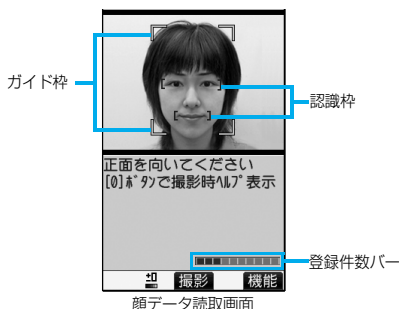 ガイド枠
認識枠
正面を向いてください
[0]ﾎﾞﾀﾝで撮影時ﾍﾙﾌﾟ表示
登録件数バー
±0
撮影
機能
顔データ読取画面